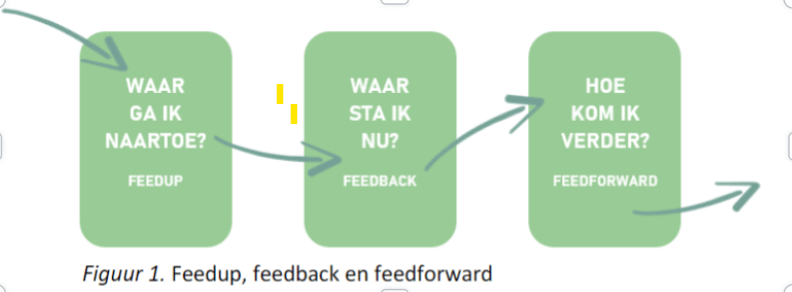 WAAR
GA IK
NAARTOE?
FEEDUP
WAAR
STA IK
NU?
FEEDBACK
HOE
KOM IK
VERDER?
FEEDFORWARD
Figuur 1. Feedup, feedback en feedforward